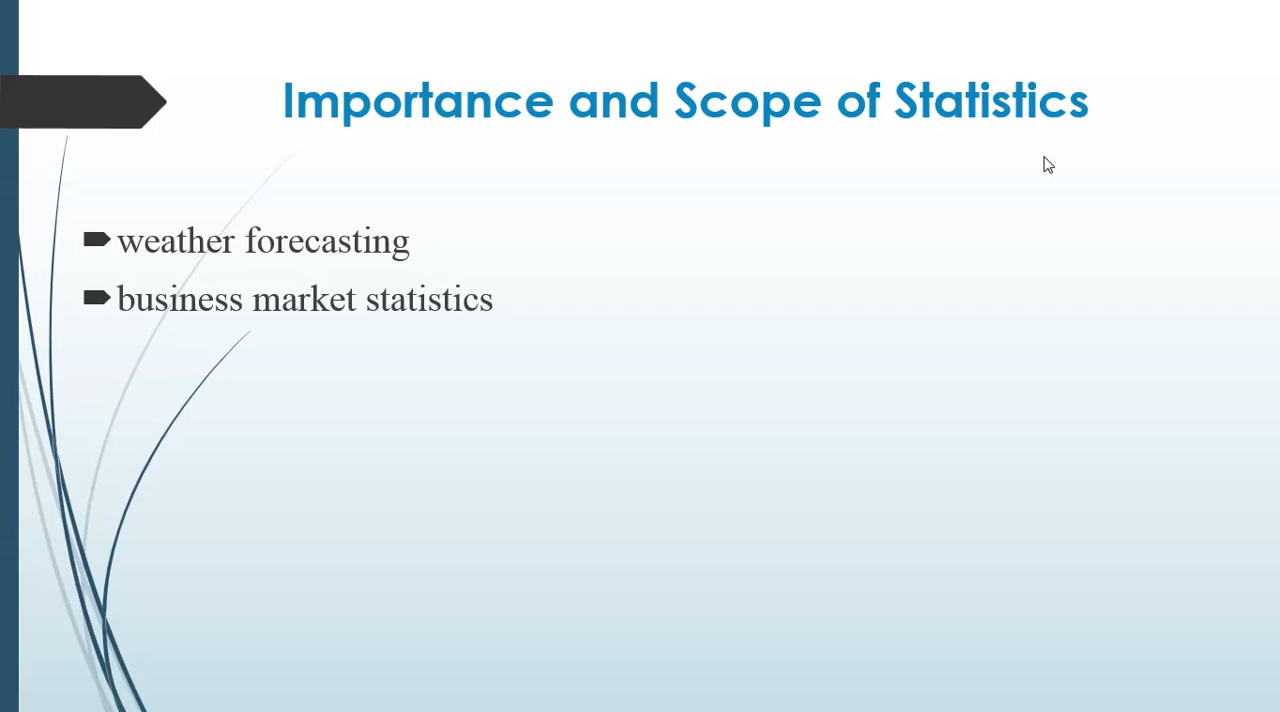 Importance and Scope of Statistics
weather forecasting
business market statistics